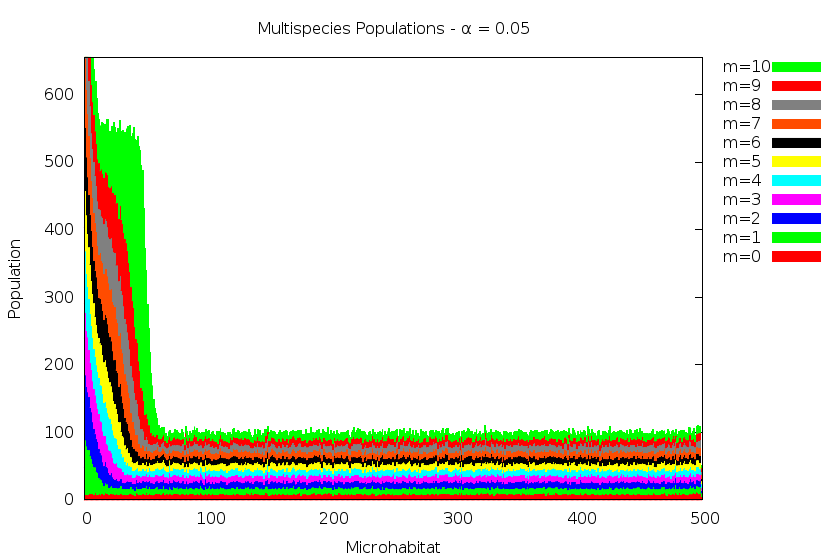 Multispecies Populations - α = 0.05
600
500
400
300
200
100
0
Population
0 100 200 300 400 500
Microhabitat
m=10
m=9
m=8
m=7
m=6
m=5
m=4
m=3
m=2
m=1
m=0